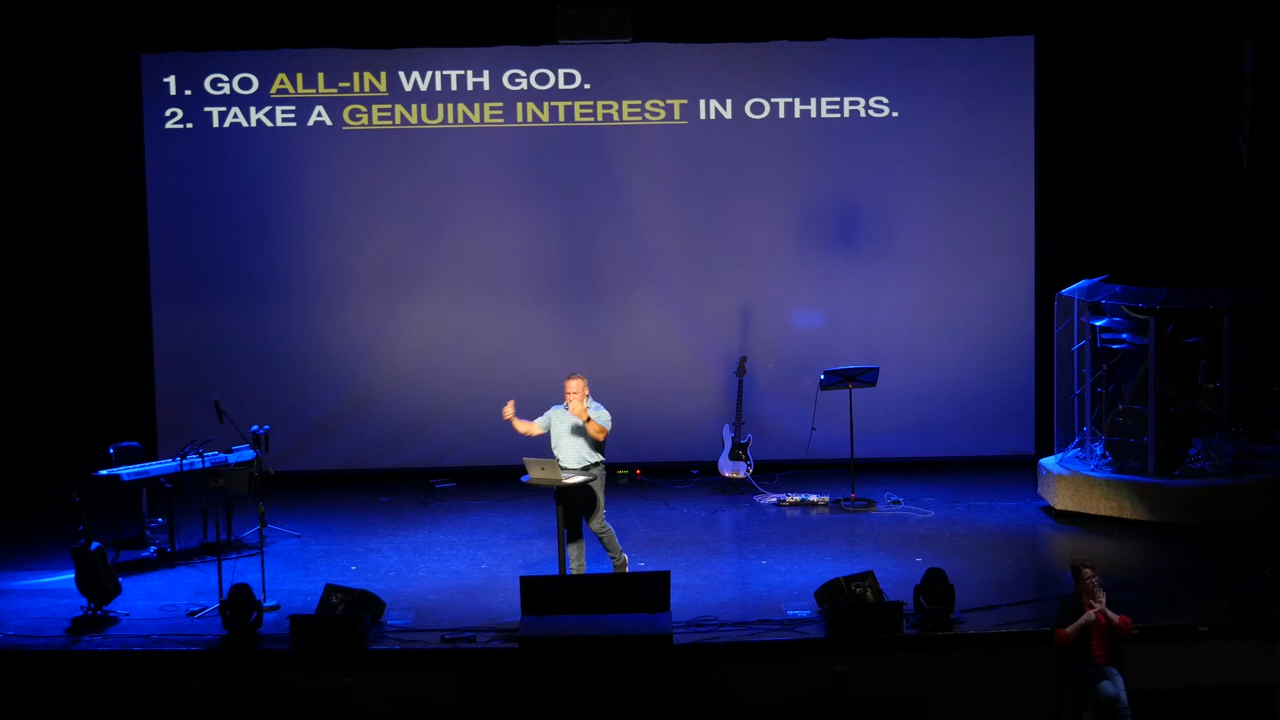 1. GO ALL-IN WITH GOD.
2. TAKE A GENUINE INTEREST IN OTHERS.